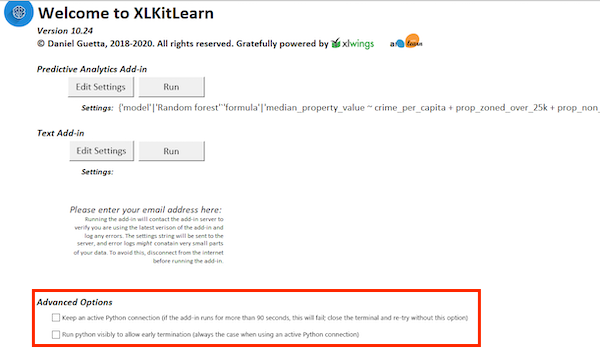 Welcome to XLKitLearn
Version 10.24
© Daniel Guetta, 2018-2020. All rights reserved. Gratefully powered by xlwings
learn
Predictive Analytics Add-in
Edit Settings Run
Settings: {'model'|'Random forest''formula'|'median_property_value ~ crime_per_capita + prop_zoned_over_25k + prop_non_
Text Add-in
Edit Settings Run
Settings:
Please enter your email address here:
Running the add-in will contact the add-in server to
verify you are using the latest verison of the add-in and
log any errors. The settings string will be sent to the
server, and error logs might conatain very small parts
of your data. To avoid this, disconnect from the internet
before running the add-in.
Advanced Options
Keep an active Python connection (if the add-in runs for more than 90 seconds, this will fail; close the terminal and re-try without this option)
Run python visibly to allow early termination (always the case when using an active Python connection)